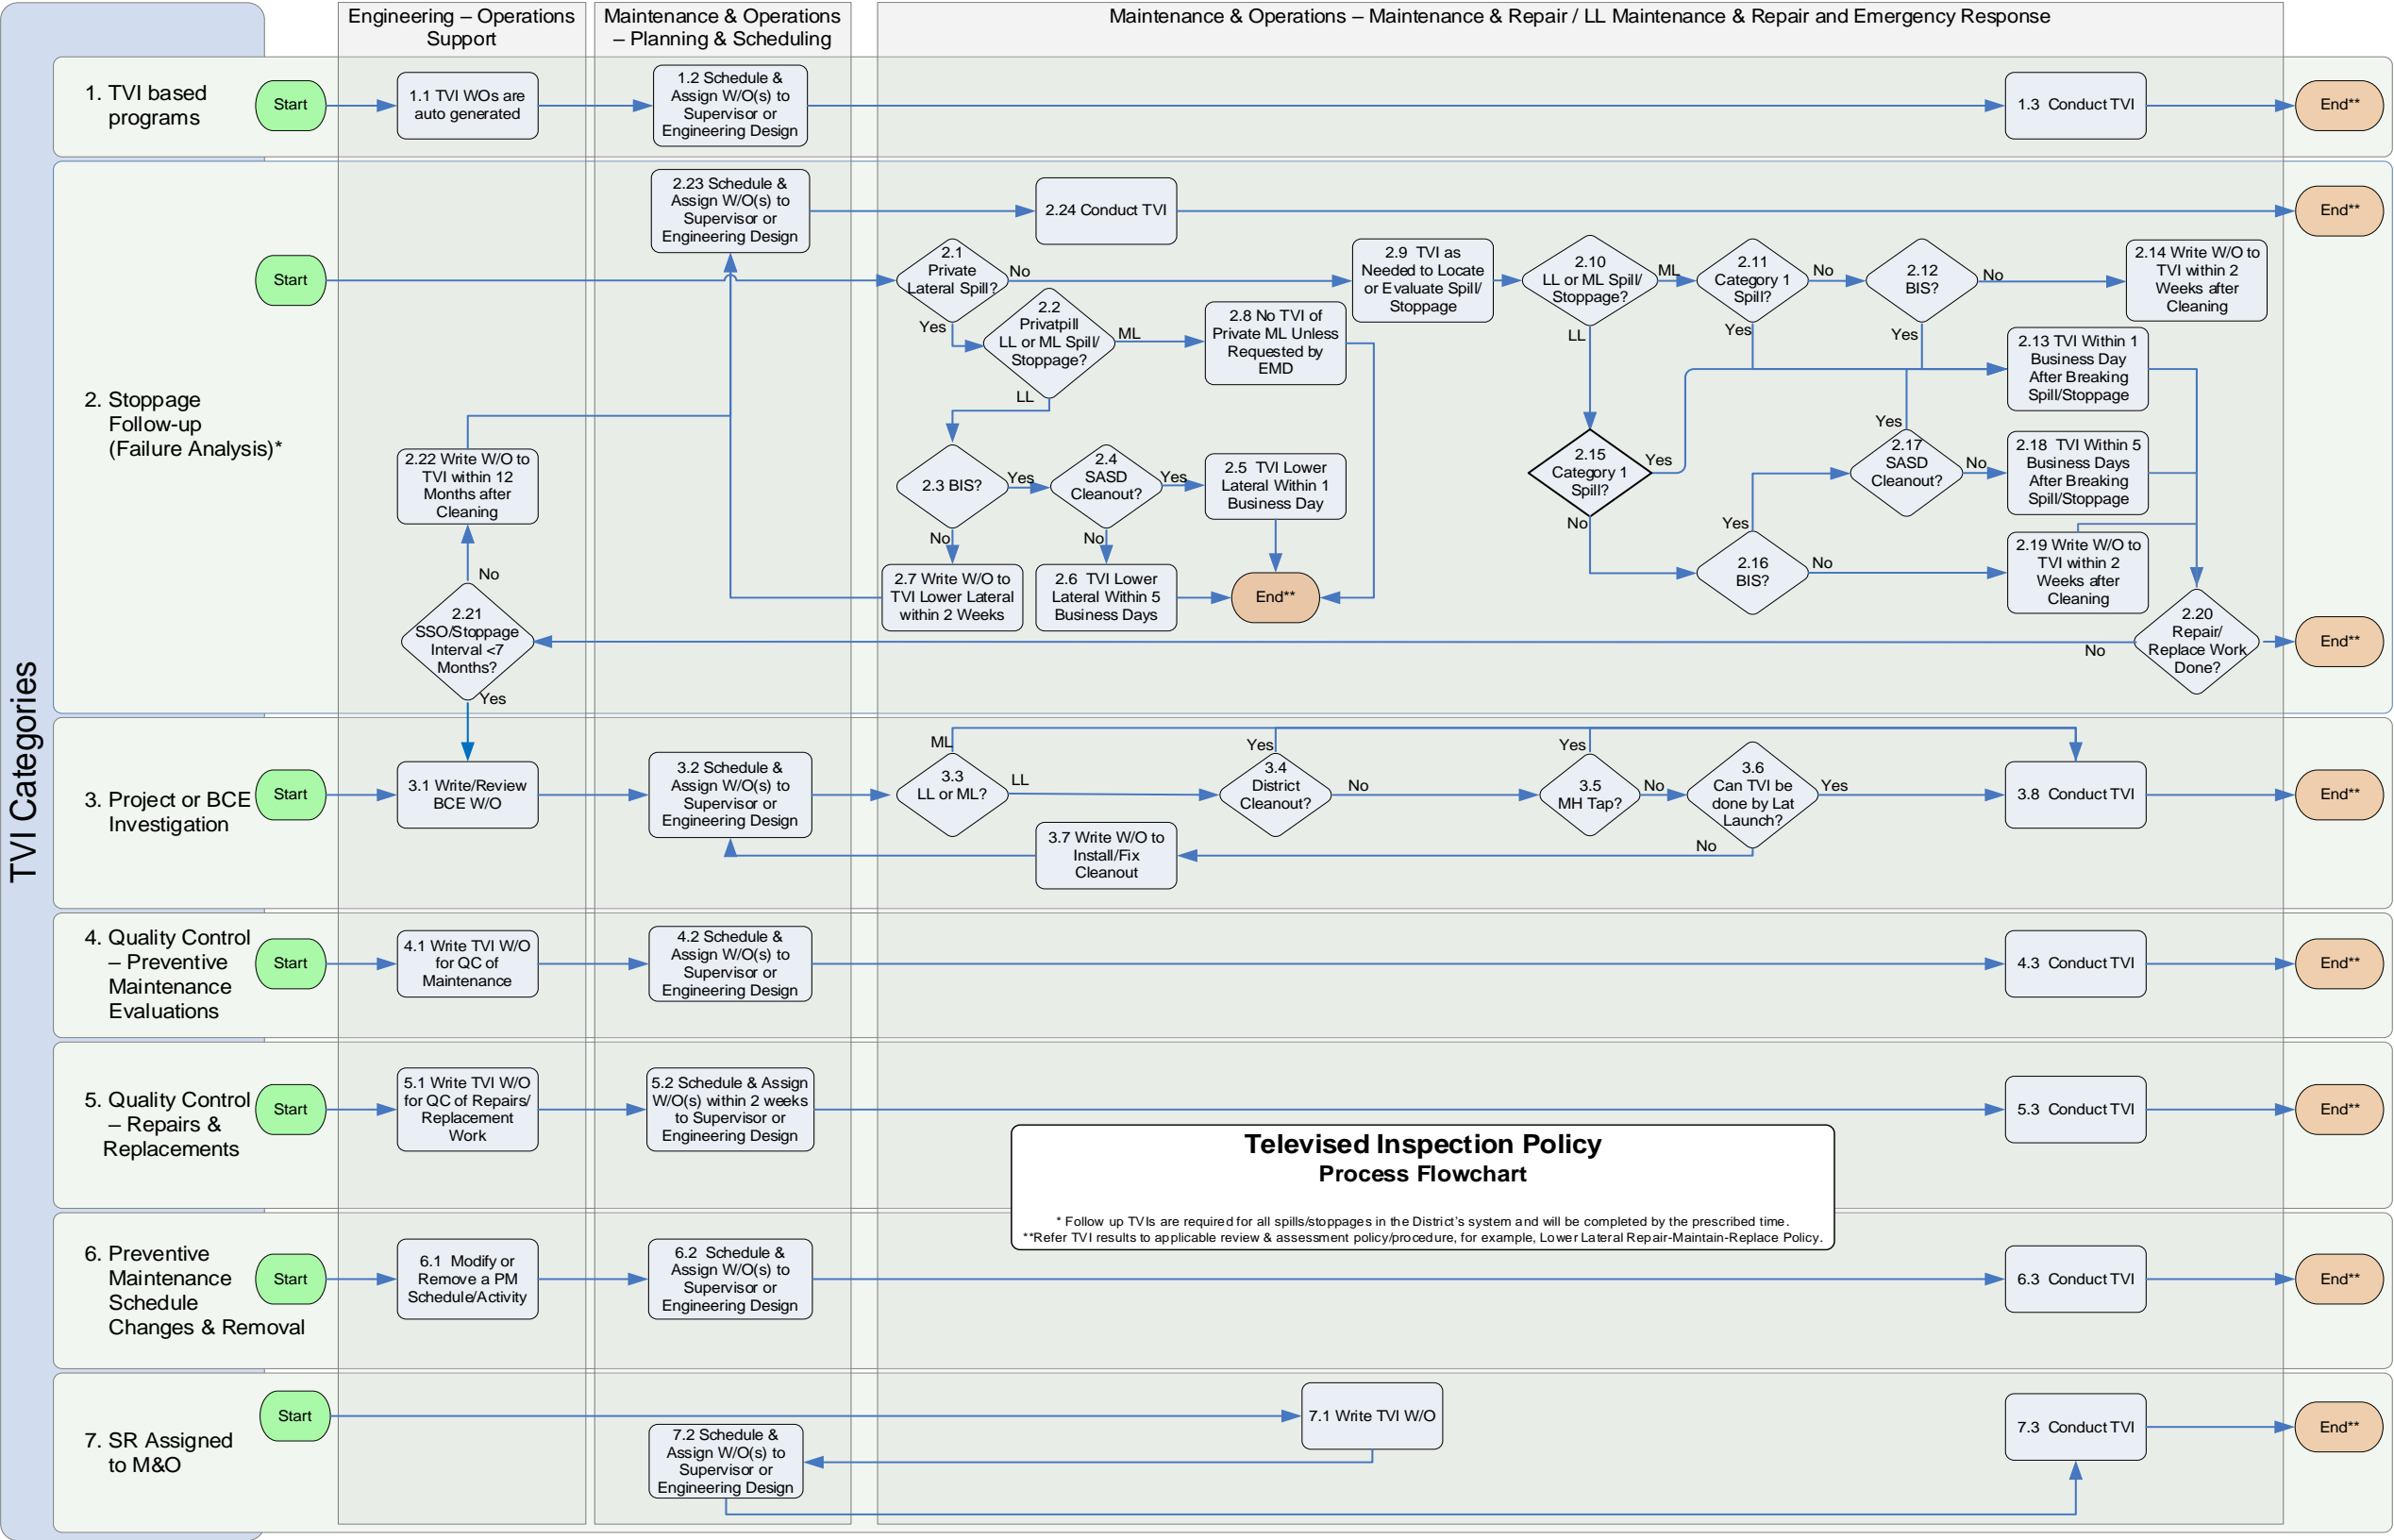 Engineering – Operations
Support
Maintenance & Operations
– Planning & Scheduling
Maintenance & Operations – Maintenance & Repair / LL Maintenance & Repair and Emergency Response
TVI Categories
1. TVI based
programs
Start
1.1 TVI WOs are
auto generated
1.2 Schedule &
Assign W/O(s) to
Supervisor or
Engineering Design
1.3 Conduct TVI
End**
2. Stoppage
Follow-up
(Failure Analysis)*
2.23 Schedule &
Assign W/O(s) to
Supervisor or
Engineering Design
2.24 Conduct TVI
End**
Start
2.1
Private
Lateral Spill?
No
Yes
2.2
Privatpill
LL or ML Spill/
Stoppage?
ML
LL
2.8 No TVI of
Private ML Unless
Requested by
EMD
2.9 TVI as
Needed to Locate
or Evaluate Spill/
Stoppage
2.10
LL or ML Spill/
Stoppage?
ML
LL
2.11
Category 1
Spill?
No
Yes
2.12
BIS?
No
Yes
2.14 Write W/O to
TVI within 2
Weeks after
Cleaning
2.13 TVI Within 1
Business Day
After Breaking
Spill/Stoppage
2.15
Category 1
Spill?
Yes
No
2.16
BIS?
Yes
No
2.17
SASD
Cleanout?
Yes
No
2.18 TVI Within 5
Business Days
After Breaking
Spill/Stoppage
2.19 Write W/O to
TVI within 2
Weeks after
Cleaning
2.3 BIS?
Yes
No
2.4
SASD
Cleanout?
Yes
No
2.5 TVI Lower
Lateral Within 1
Business Day
2.7 Write W/O to
TVI Lower Lateral
within 2 Weeks
2.6 TVI Lower
Lateral Within 5
Business Days
End**
2.20
Repair/
Replace Work
Done?
No
End**
2.22 Write W/O to
TVI within 12
Months after
Cleaning
No
2.21
SSO/Stoppage
Interval <7
Months?
Yes
3. Project or BCE
Investigation
Start
3.1 Write/Review
BCE W/O
3.2 Schedule &
Assign W/O(s) to
Supervisor or
Engineering Design
ML
3.3
LL or ML?
LL
Yes
3.4
District
Cleanout?
No
Yes
3.5
MH Tap?
No
3.6
Can TVI be
done by Lat
Launch?
Yes
No
3.7 Write W/O to
Install/Fix
Cleanout
3.8 Conduct TVI
End**
4. Quality Control
– Preventive
Maintenance
Evaluations
Start
4.1 Write TVI W/O
for QC of
Maintenance
4.2 Schedule &
Assign W/O(s) to
Supervisor or
Engineering Design
4.3 Conduct TVI
End**
5. Quality Control
– Repairs &
Replacements
Start
5.1 Write TVI W/O
for QC of Repairs/
Replacement
Work
5.2 Schedule & Assign
W/O(s) within 2 weeks
to Supervisor or
Engineering Design
5.3 Conduct TVI
End**
Televised Inspection Policy
Process Flowchart
* Follow up TVIs are required for all spills/stoppages in the District's system and will be completed by the prescribed time.
**Refer TVI results to applicable review & assessment policy/procedure, for example, Lower Lateral Repair-Maintain-Replace Policy.
6. Preventive
Maintenance
Schedule
Changes & Removal
Start
6.1 Modify or
Remove a PM
Schedule/Activity
6.2 Schedule &
Assign W/O(s) to
Supervisor or
Engineering Design
6.3 Conduct TVI
End**
7. SR Assigned
to M&O
Start
7.1 Write TVI W/O
7.2 Schedule &
Assign W/O(s) to
Supervisor or
Engineering Design
7.3 Conduct TVI
End**